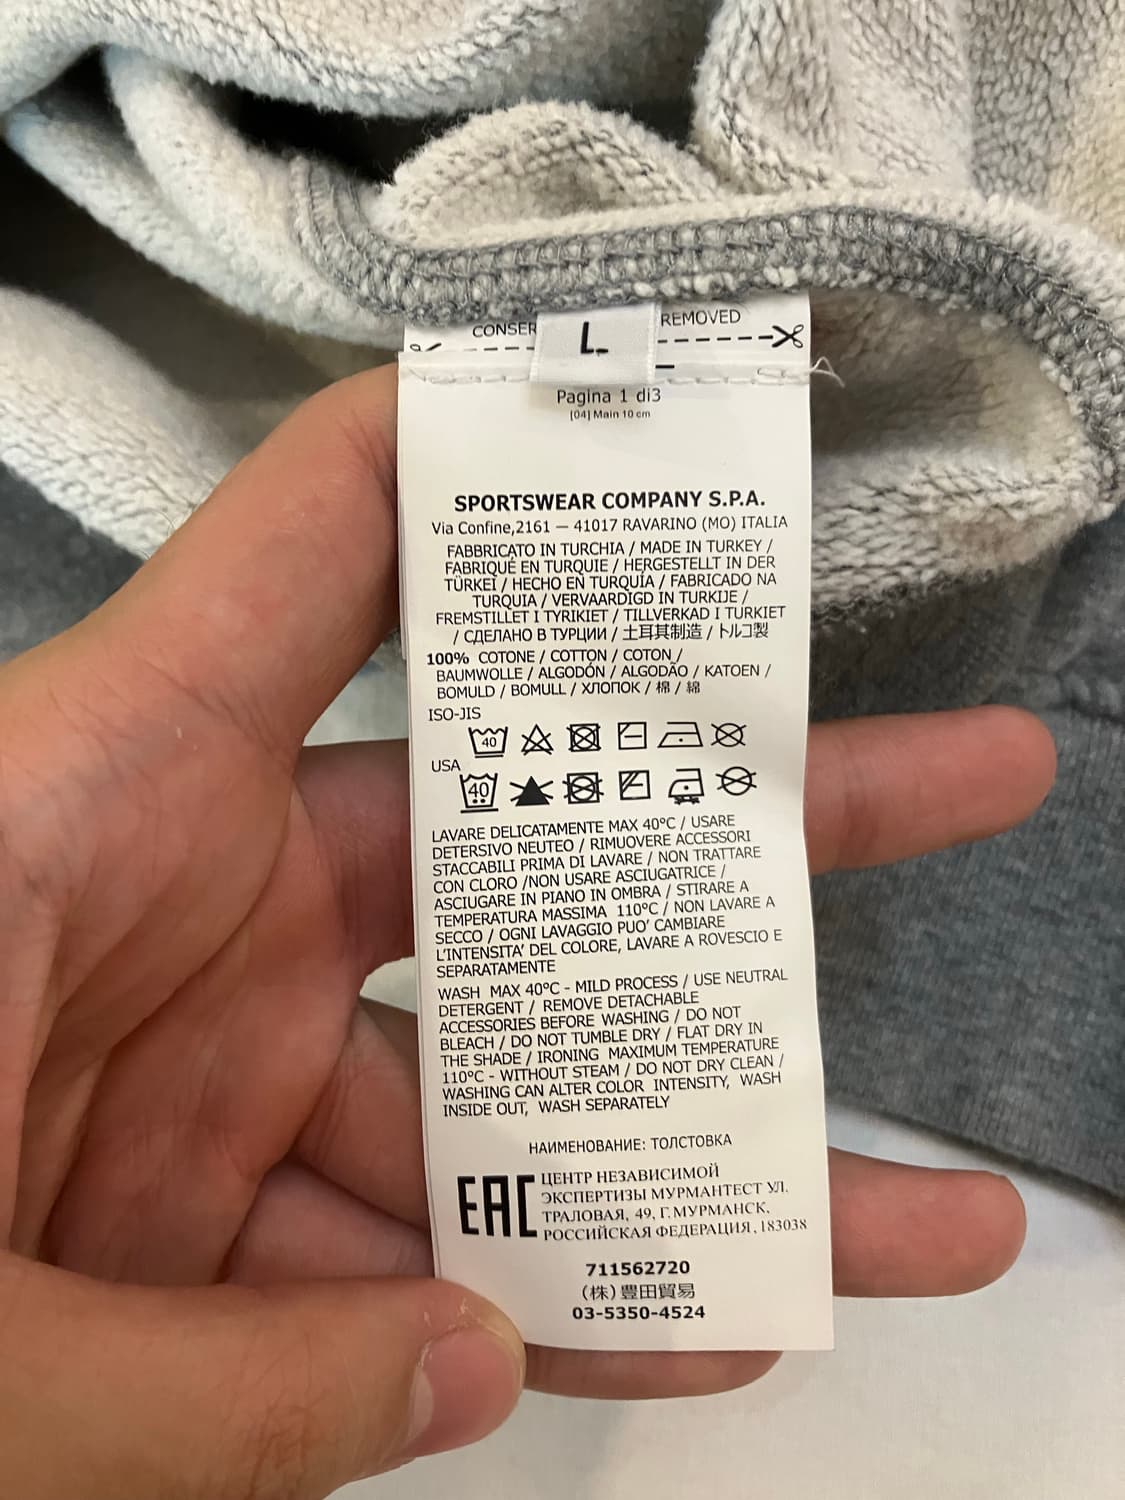 CONSER
REMOVED
L.
Pagina 1 di3
[04] Main 10 cm
SPORTSWEAR COMPANY S.P.A.
Via Confine,2161 — 41017 RAVARINO (MO) ITALIA
FABBRICATO IN TURCHIA / MADE IN TURKEY /
FABRIQUÉ EN TURQUIE / HERGESTELLT IN DER
TÜRKEI / HECHO EN TURQUÍA / FABRICADO NA
TURQUIA / VERVAARDIGD IN TURKIJE /
FREMSTILLET I TYRIKIET / TILLVERKAD I TURKIET
/ СДЕЛАНО В ТУРЦИИ / 土耳其制造 / トルコ製
100% COTONE / COTTON / COTON /
BAUMWOLLE / ALGODÓN / ALGODÃO / KATOEN /
BOMULD / BOMULL / ХЛОПОК / 棉 / 綿
ISO-JIS
40
USA
40
LAVARE DELICATAMENTE MAX 40°C / USARE
DETERSIVO NEUTEO / RIMUOVERE ACCESSORI
STACCABILI PRIMA DI LAVARE / NON TRATTARE
CON CLORO /NON USARE ASCIUGATRICE /
ASCIUGARE IN PIANO IN OMBRA / STIRARE A
TEMPERATURA MASSIMA 110°C / NON LAVARE A
SECCO / OGNI LAVAGGIO PUO' CAMBIARE
L'INTENSITA' DEL COLORE, LAVARE A ROVESCIO E
SEPARATAMENTE
WASH MAX 40°C - MILD PROCESS / USE NEUTRAL
DETERGENT / REMOVE DETACHABLE
ACCESSORIES BEFORE WASHING / DO NOT
BLEACH / DO NOT TUMBLE DRY / FLAT DRY IN
THE SHADE / IRONING MAXIMUM TEMPERATURE
110°C - WITHOUT STEAM / DO NOT DRY CLEAN /
WASHING CAN ALTER COLOR INTENSITY, WASH
INSIDE OUT, WASH SEPARATELY
НАИМЕНОВАНИЕ: ТОЛСТОВКА
EAC
ЦЕНТР НЕЗАВИСИМОЙ
ЭКСПЕРТИЗЫ МУРМАНТЕСТ УЛ.
ТРАЛОВАЯ, 49, Г. МУРМАНСК,
РОССИЙСКАЯ ФЕДЕРАЦИЯ, 183038
711562720
(株)豊田貿易
03-5350-4524